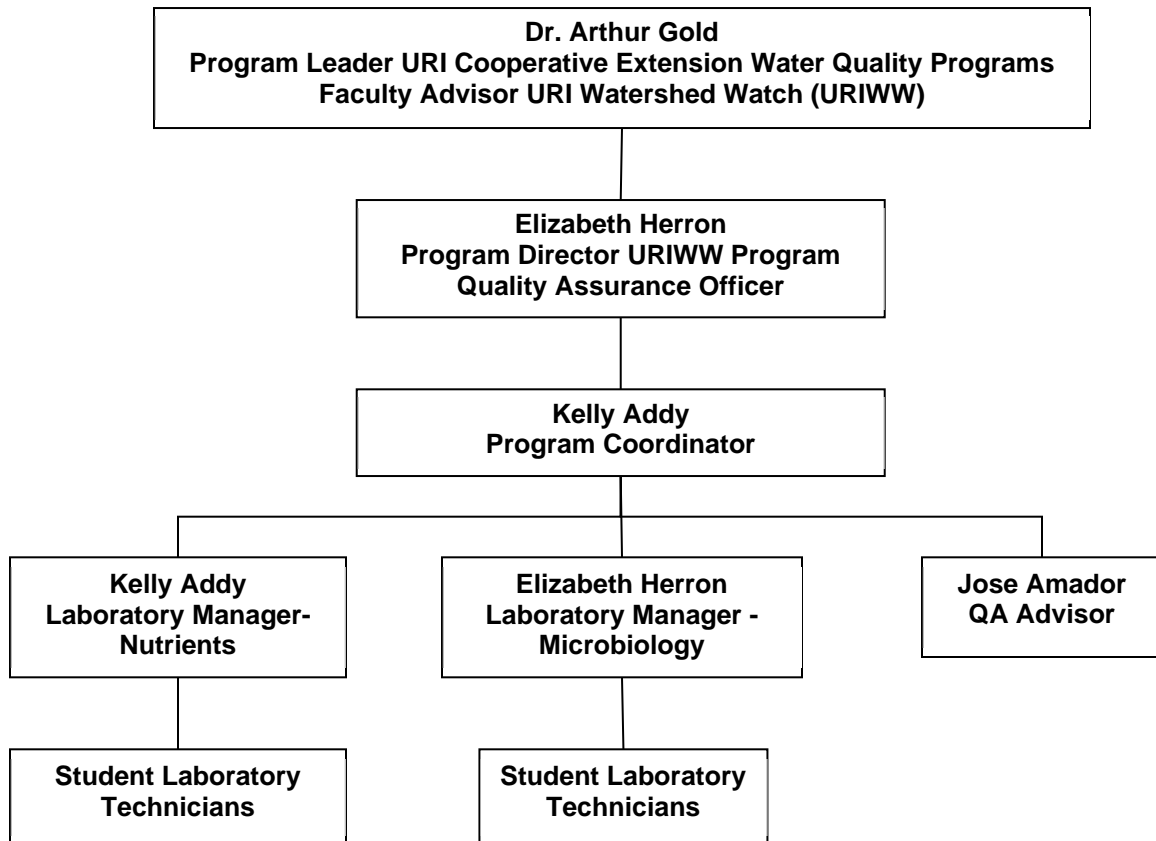 Dr. Arthur Gold
Program Leader URI Cooperative Extension Water Quality Programs
Faculty Advisor URI Watershed Watch (URIWW)
Elizabeth Herron
Program Director URIWW Program
Quality Assurance Officer
Kelly Addy
Program Coordinator
Kelly Addy
Laboratory Manager-
Nutrients
Elizabeth Herron
Laboratory Manager -
Microbiology
Jose Amador
QA Advisor
Student Laboratory
Technicians
Student Laboratory
Technicians